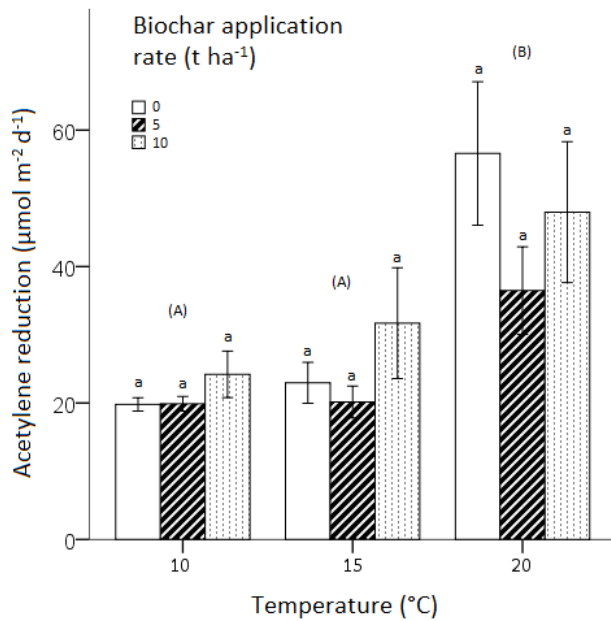 Biochar application
rate (t ha⁻¹)
0
5
10
Acetylene reduction (µmol m⁻² d⁻¹)
60
40
20
0
a
a
a
(A)
a
a
a
(A)
a
a
a
(B)
10
15
20
Temperature (°C)